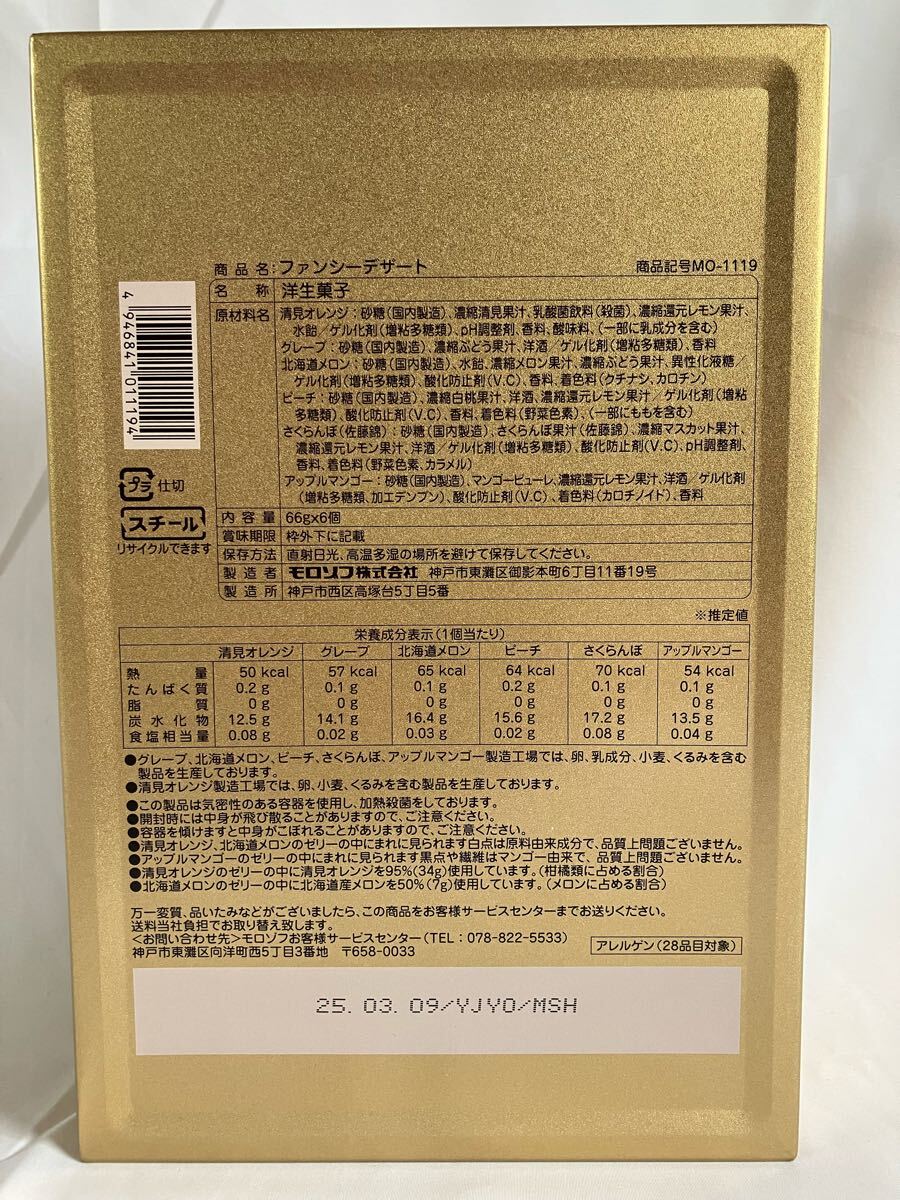 商品名:ファンシーデザート 商品記号MO-1119
名称 洋生菓子
原材料名 清見オレンジ:砂糖(国内製造)、濃縮清見果汁、乳酸菌飲料(殺菌)、濃縮還元レモン果汁、
水飴/ゲル化剤(増粘多糖類)、pH調整剤、香料、酸味料、(一部に乳成分を含む)
グレープ:砂糖(国内製造)、濃縮ぶどう果汁、洋酒/ゲル化剤(増粘多糖類)、香料
北海道メロン:砂糖(国内製造)、水飴、濃縮メロン果汁、濃縮ぶどう果汁、異性化液糖/
ゲル化剤(増粘多糖類)、酸化防止剤(V.C)、香料、着色料(クチナシ、カロチン)
ピーチ:砂糖(国内製造)、濃縮白桃果汁、洋酒、濃縮還元レモン果汁/ゲル化剤(増粘
多糖類)、酸化防止剤(V.C)、香料、着色料(野菜色素)、(一部にももを含む)
さくらんぼ(佐藤錦):砂糖(国内製造)、さくらんぼ果汁(佐藤錦)、濃縮マスカット果汁、
濃縮還元レモン果汁、洋酒/ゲル化剤(増粘多糖類)、酸化防止剤(V.C)、pH調整剤、
香料、着色料(野菜色素、カラメル)
アップルマンゴー:砂糖(国内製造)、マンゴーピューレ、濃縮還元レモン果汁、洋酒/ゲル化剤
(増粘多糖類、加工デンプン)、酸化防止剤(V.C)、着色料(カロチノイド)、香料
内容量 66g×6個
賞味期限 枠外下に記載
保存方法 直射日光、高温多湿の場所を避けて保存してください。
製造者 モロゾフ株式会社 神戸市東灘区御影本町6丁目11番19号
製造所 神戸市西区高塚台5丁目5番
4 946841 011194
プラ 仕切
スチール
リサイクルできます
※推定値
栄養成分表示(1個当たり)
清見オレンジ グレープ 北海道メロン ピーチ さくらんぼ アップルマンゴー
熱量 50 kcal 57 kcal 65 kcal 64 kcal 70 kcal 54 kcal
たんぱく質 0.2 g 0.1 g 0.1 g 0.2 g 0.1 g 0.1 g
脂質 0 g 0 g 0 g 0 g 0 g 0 g
炭水化物 12.5 g 14.1 g 16.4 g 15.6 g 17.2 g 13.5 g
食塩相当量 0.08 g 0.02 g 0.03 g 0.02 g 0.08 g 0.04 g
●グレープ、北海道メロン、ピーチ、さくらんぼ、アップルマンゴー製造工場では、卵、乳成分、小麦、くるみを含む
製品を生産しております。
●清見オレンジ製造工場では、卵、小麦、くるみを含む製品を生産しております。
●この製品は気密性のある容器を使用し、加熱殺菌をしております。
●開封時には中身が飛び散ることがありますので、ご注意ください。
●容器を傾けますと中身がこぼれることがありますので、ご注意ください。
●清見オレンジ、北海道メロンのゼリーの中にまれに見られます白点は原料由来成分で、品質上問題ございません。
●アップルマンゴーのゼリーの中にまれに見られます黒点や繊維はマンゴー由来で、品質上問題ございません。
●清見オレンジのゼリーの中に清見オレンジを95%(34g)使用しています。(柑橘類に占める割合)
●北海道メロンのゼリーの中に北海道産メロンを50%(7g)使用しています。(メロンに占める割合)
万一変質、品いたみなどがございましたら、この商品をお客様サービスセンターまでお送りください。
送料当社負担でお取り替え致します。
<お問い合わせ先>モロゾフお客様サービスセンター(TEL:078-822-5533)
神戸市東灘区向洋町西5丁目3番地 〒658-0033
アレルゲン(28品目対象)
25. 03. 09/YJYO/MSH